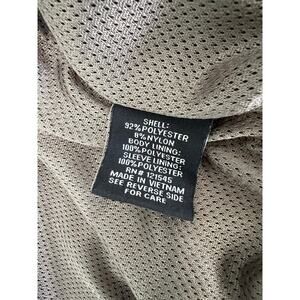 SHELL:
92% POLYESTER
8% NYLON
BODY LINING:
100% POLYESTER
SLEEVE LINING:
100% POLYESTER
RN# 121545
MADE IN VIETNAM
SEE REVERSE SIDE
FOR CARE